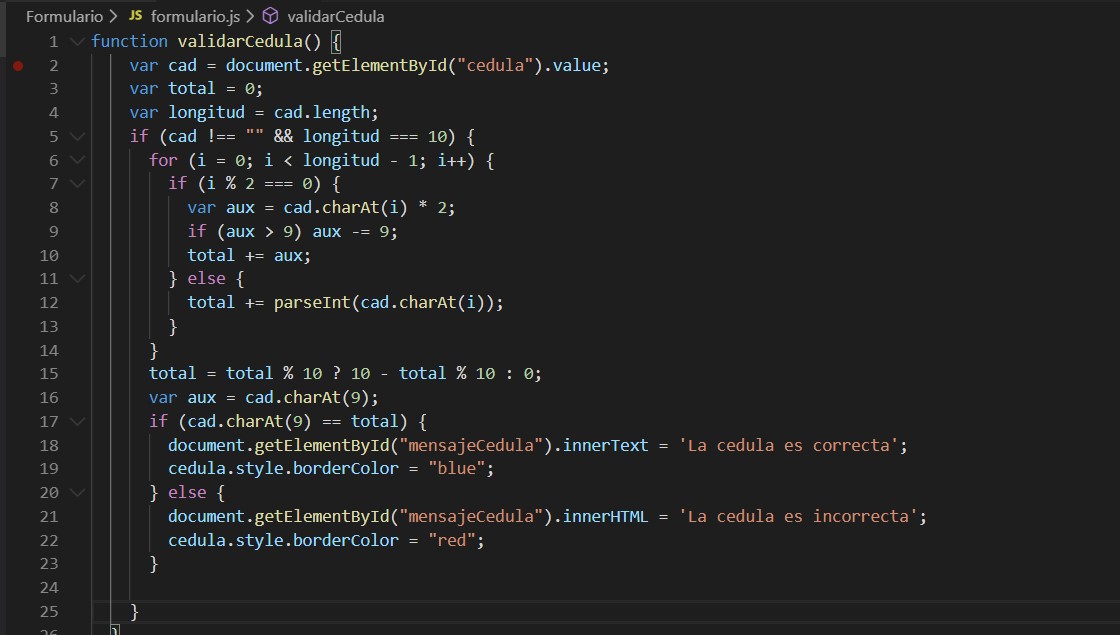 Formulario > JS formulario.js > validarCedula
1 function validarCedula() {
2 var cad = document.getElementById("cedula").value;
3 var total = 0;
4 var longitud = cad.length;
5 if (cad !== "" && longitud === 10) {
6 for (i = 0; i < longitud - 1; i++) {
7 if (i % 2 === 0) {
8 var aux = cad.charAt(i) * 2;
9 if (aux > 9) aux -= 9;
10 total += aux;
11 } else {
12 total += parseInt(cad.charAt(i));
13 }
14 }
15 total = total % 10 ? 10 - total % 10 : 0;
16 var aux = cad.charAt(9);
17 if (cad.charAt(9) == total) {
18 document.getElementById("mensajeCedula").innerText = 'La cedula es correcta';
19 cedula.style.borderColor = "blue";
20 } else {
21 document.getElementById("mensajeCedula").innerHTML = 'La cedula es incorrecta';
22 cedula.style.borderColor = "red";
23 }
24
25 }
26 }